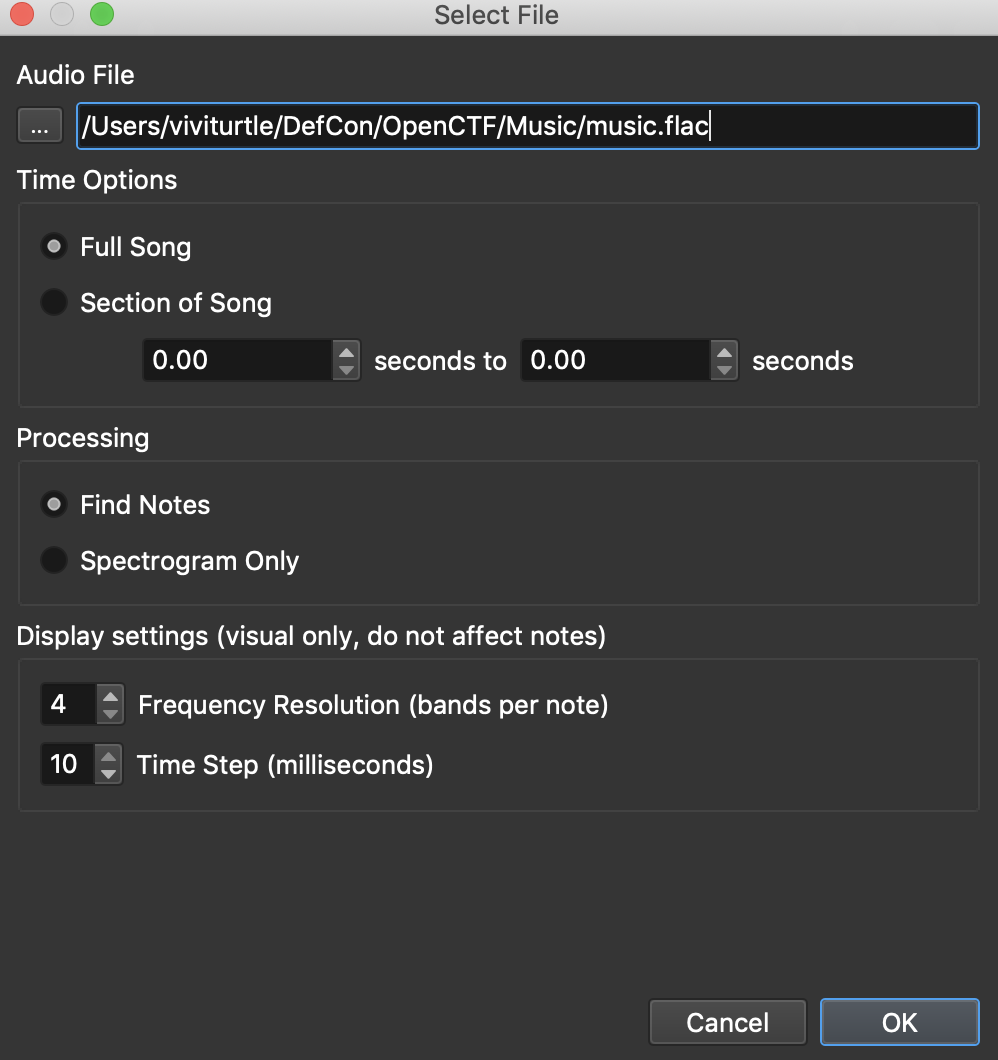 Select File
Audio File
... /Users/viviturtle/DefCon/OpenCTF/Music/music.flac
Time Options
Full Song
Section of Song
0.00 seconds to 0.00 seconds
Processing
Find Notes
Spectrogram Only
Display settings (visual only, do not affect notes)
4 Frequency Resolution (bands per note)
10 Time Step (milliseconds)
Cancel OK